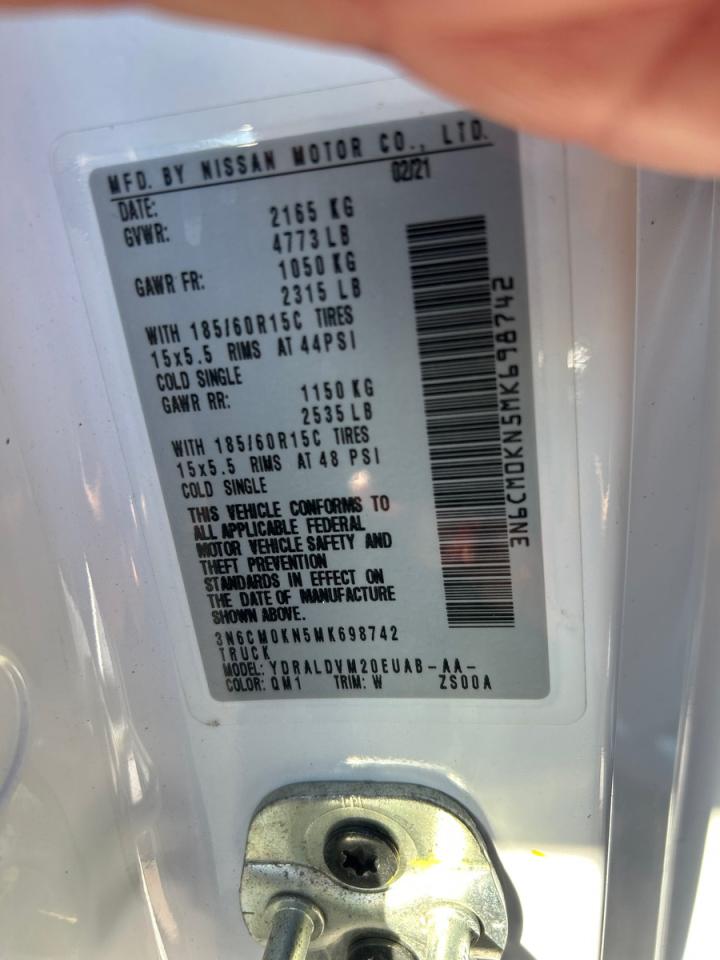 MFD. BY NISSAN MOTOR CO., LTD.
DATE: 02/21
GVWR: 2165 KG
4773 LB
GAWR FR: 1050 KG
2315 LB
WITH 185/60R15C TIRES
15x5.5 RIMS AT 44PSI
COLD SINGLE
GAWR RR: 1150 KG
2535 LB
WITH 185/60R15C TIRES
15x5.5 RIMS AT 48 PSI
COLD SINGLE
THIS VEHICLE CONFORMS TO
ALL APPLICABLE FEDERAL
MOTOR VEHICLE SAFETY AND
THEFT PREVENTION
STANDARDS IN EFFECT ON
THE DATE OF MANUFACTURE
SHOWN ABOVE.
3N6CM0KN5MK698742
TRUCK
MODEL: YDRALDVM20EUAB-AA-
COLOR: QM1 TRIM: W ZS00A
3N6CM0KN5MK698742